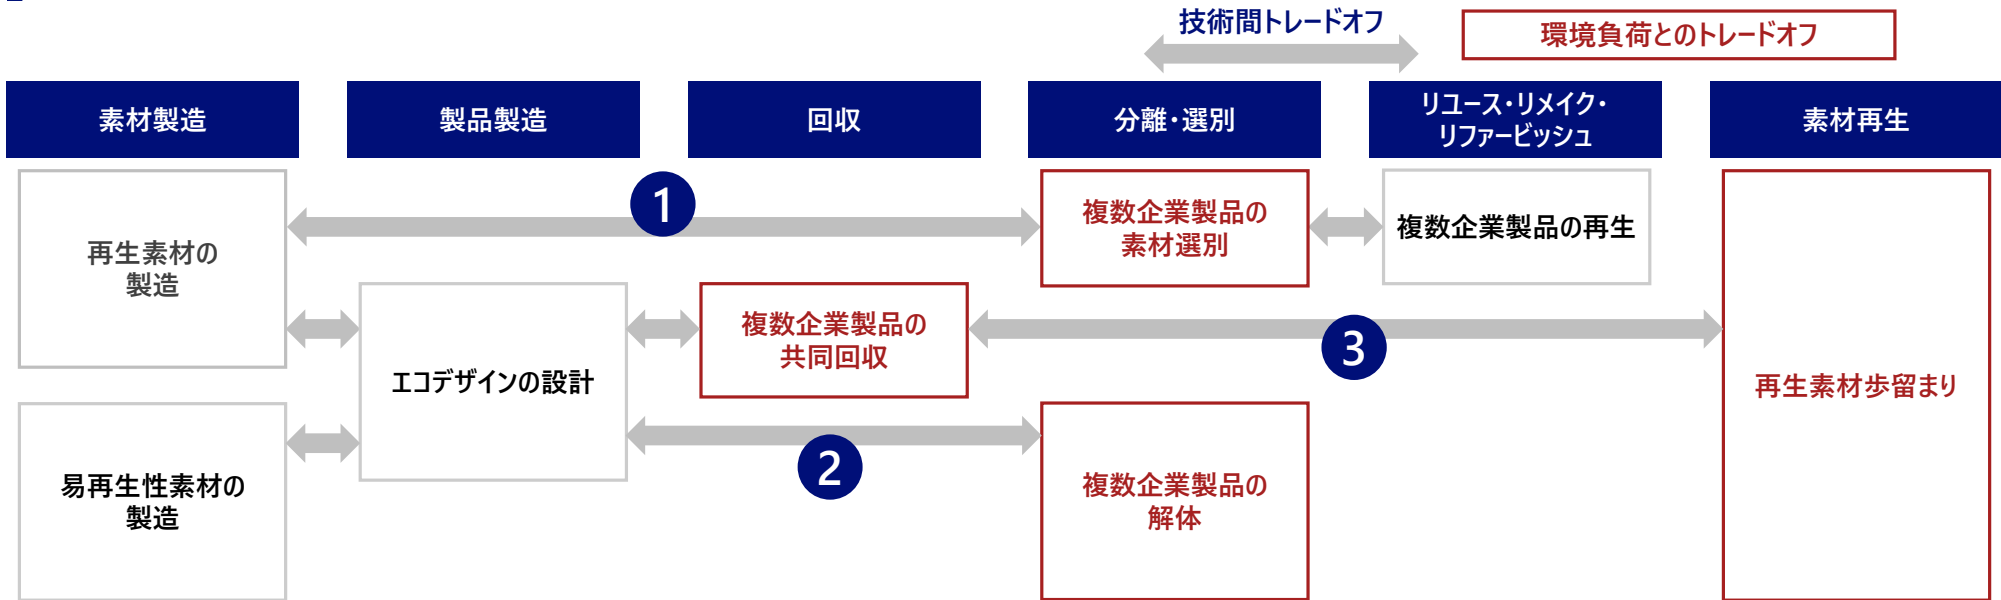 技術間トレードオフ
環境負荷とのトレードオフ
素材製造
製品製造
回収
分離・選別
リユース・リメイク・
リファービッシュ
素材再生
再生素材の
製造
1
複数企業製品の
素材選別
複数企業製品の再生
エコデザインの設計
複数企業製品の
共同回収
3
再生素材歩留まり
易再生性素材の
製造
2
複数企業製品の
解体